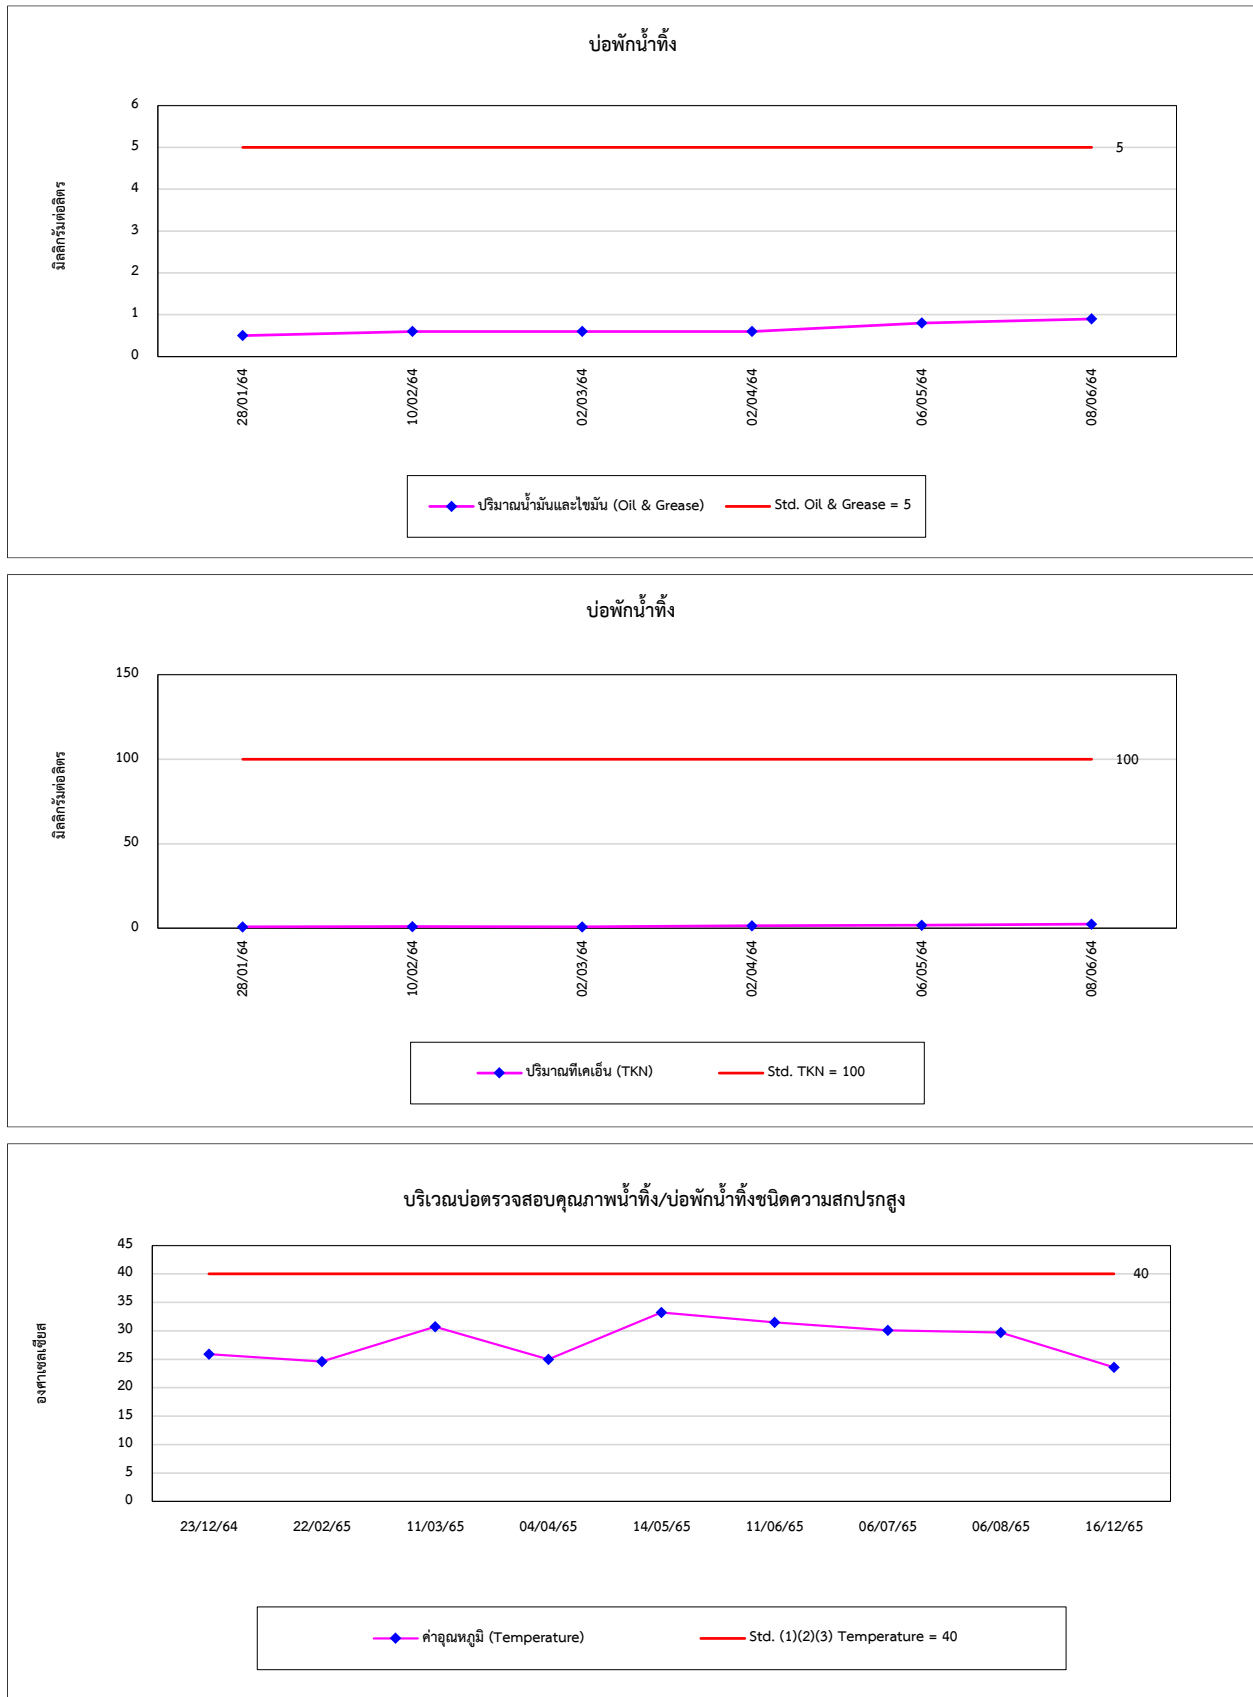 บ่อพักน้ำทิ้ง
มิลลิกรัมต่อลิตร
6
5
4
3
2
1
0
5
28/01/64 10/02/64 02/03/64 02/04/64 06/05/64 08/06/64
ปริมาณน้ำมันและไขมัน (Oil & Grease) Std. Oil & Grease = 5
บ่อพักน้ำทิ้ง
มิลลิกรัมต่อลิตร
150
100
50
0
100
28/01/64 10/02/64 02/03/64 02/04/64 06/05/64 08/06/64
ปริมาณทีเคเอ็น (TKN) Std. TKN = 100
บริเวณบ่อตรวจสอบคุณภาพน้ำทิ้ง/บ่อพักน้ำทิ้งชนิดความสกปรกสูง
องศาเซลเซียส
45
40
35
30
25
20
15
10
5
0
40
23/12/64 22/02/65 11/03/65 04/04/65 14/05/65 11/06/65 06/07/65 06/08/65 16/12/65
ค่าอุณหภูมิ (Temperature) Std. (1)(2)(3) Temperature = 40